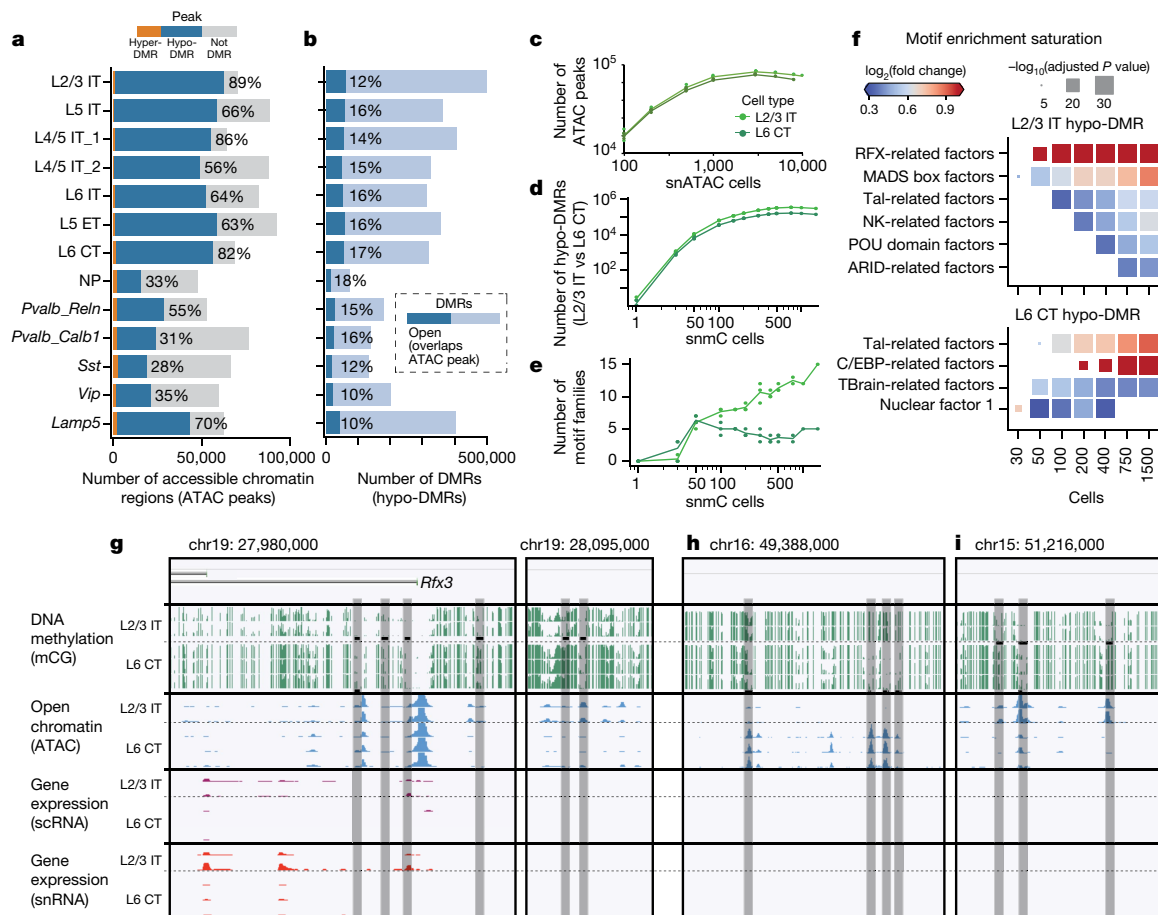 a
Peak
Hyper-DMR
Hypo-DMR
Not DMR
L2/3 IT 89%
L5 IT 66%
L4/5 IT_1 86%
L4/5 IT_2 56%
L6 IT 64%
L5 ET 63%
L6 CT 82%
NP 33%
Pvalb_Reln 55%
Pvalb_Calb1 31%
Sst 28%
Vip 35%
Lamp5 70%
0 50,000 100,000
Number of accessible chromatin
regions (ATAC peaks)
b
12%
16%
14%
15%
16%
16%
17%
18%
15%
16%
12%
10%
10%
DMRs
Open
(overlaps
ATAC peak)
0 500,000
Number of DMRs
(hypo-DMRs)
c
Number of
ATAC peaks
10^5
10^4
Cell type
L2/3 IT
L6 CT
100 1,000 10,000
snATAC cells
d
Number of hypo-DMRs
(L2/3 IT vs L6 CT)
10^6
10^4
10^2
1 50 100 500
snmC cells
e
Number of
motif families
15
10
5
0
1 50 100 500
snmC cells
f
Motif enrichment saturation
log2(fold change)
0.3 0.6 0.9
−log10(adjusted P value)
5 20 30
L2/3 IT hypo-DMR
RFX-related factors
MADS box factors
Tal-related factors
NK-related factors
POU domain factors
ARID-related factors
L6 CT hypo-DMR
Tal-related factors
C/EBP-related factors
TBrain-related factors
Nuclear factor 1
30 50 100 200 400 750 1500
Cells
g
chr19: 27,980,000
chr19: 28,095,000
h
chr16: 49,388,000
i
chr15: 51,216,000
Rfx3
DNA
methylation
(mCG)
L2/3 IT
L6 CT
Open
chromatin
(ATAC)
L2/3 IT
L6 CT
Gene
expression
(scRNA)
L2/3 IT
L6 CT
Gene
expression
(snRNA)
L2/3 IT
L6 CT